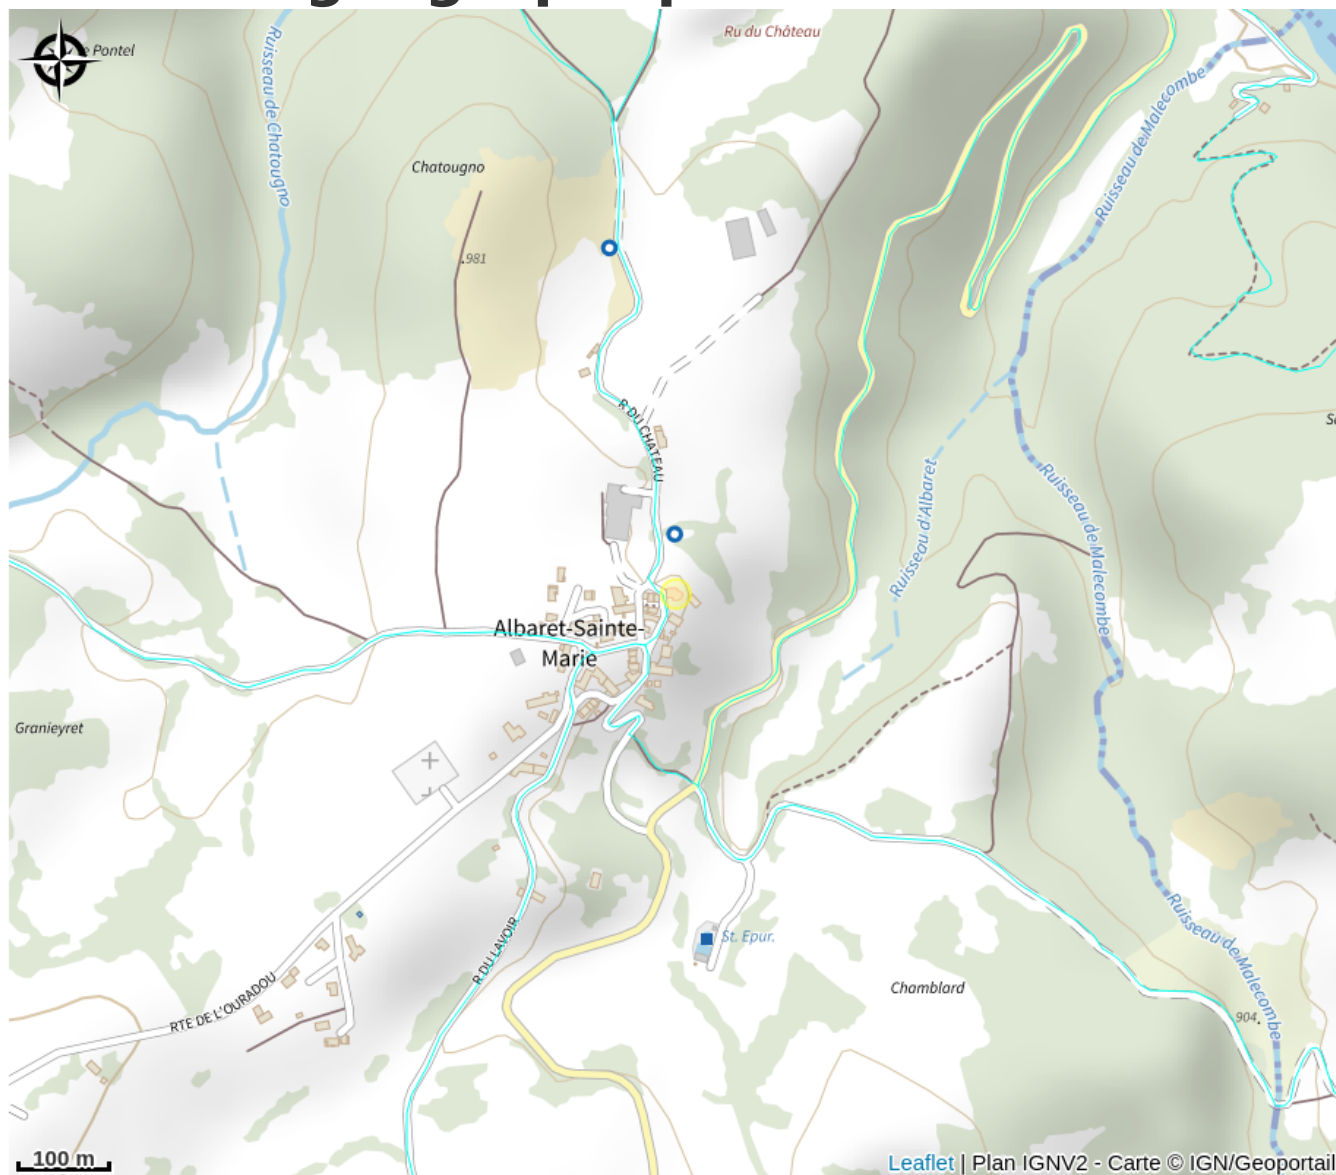 Ru du Château
Pontel
Ruisseau de Chatougno
Ruisseau de Malecombe
Chatougno
981
R DU CHATEAU
Ruisseau d'Albaret
Ruisseau de Malecombe
Albaret-Sainte-
Marie
Granieyret
R DU LAVOIR
St. Epur.
Ruisseau de Malecombe
RTE DE L'OURADOU
Chamblard
904
100 m
Leaflet | Plan IGNV2 - Carte © IGN/Geoportail